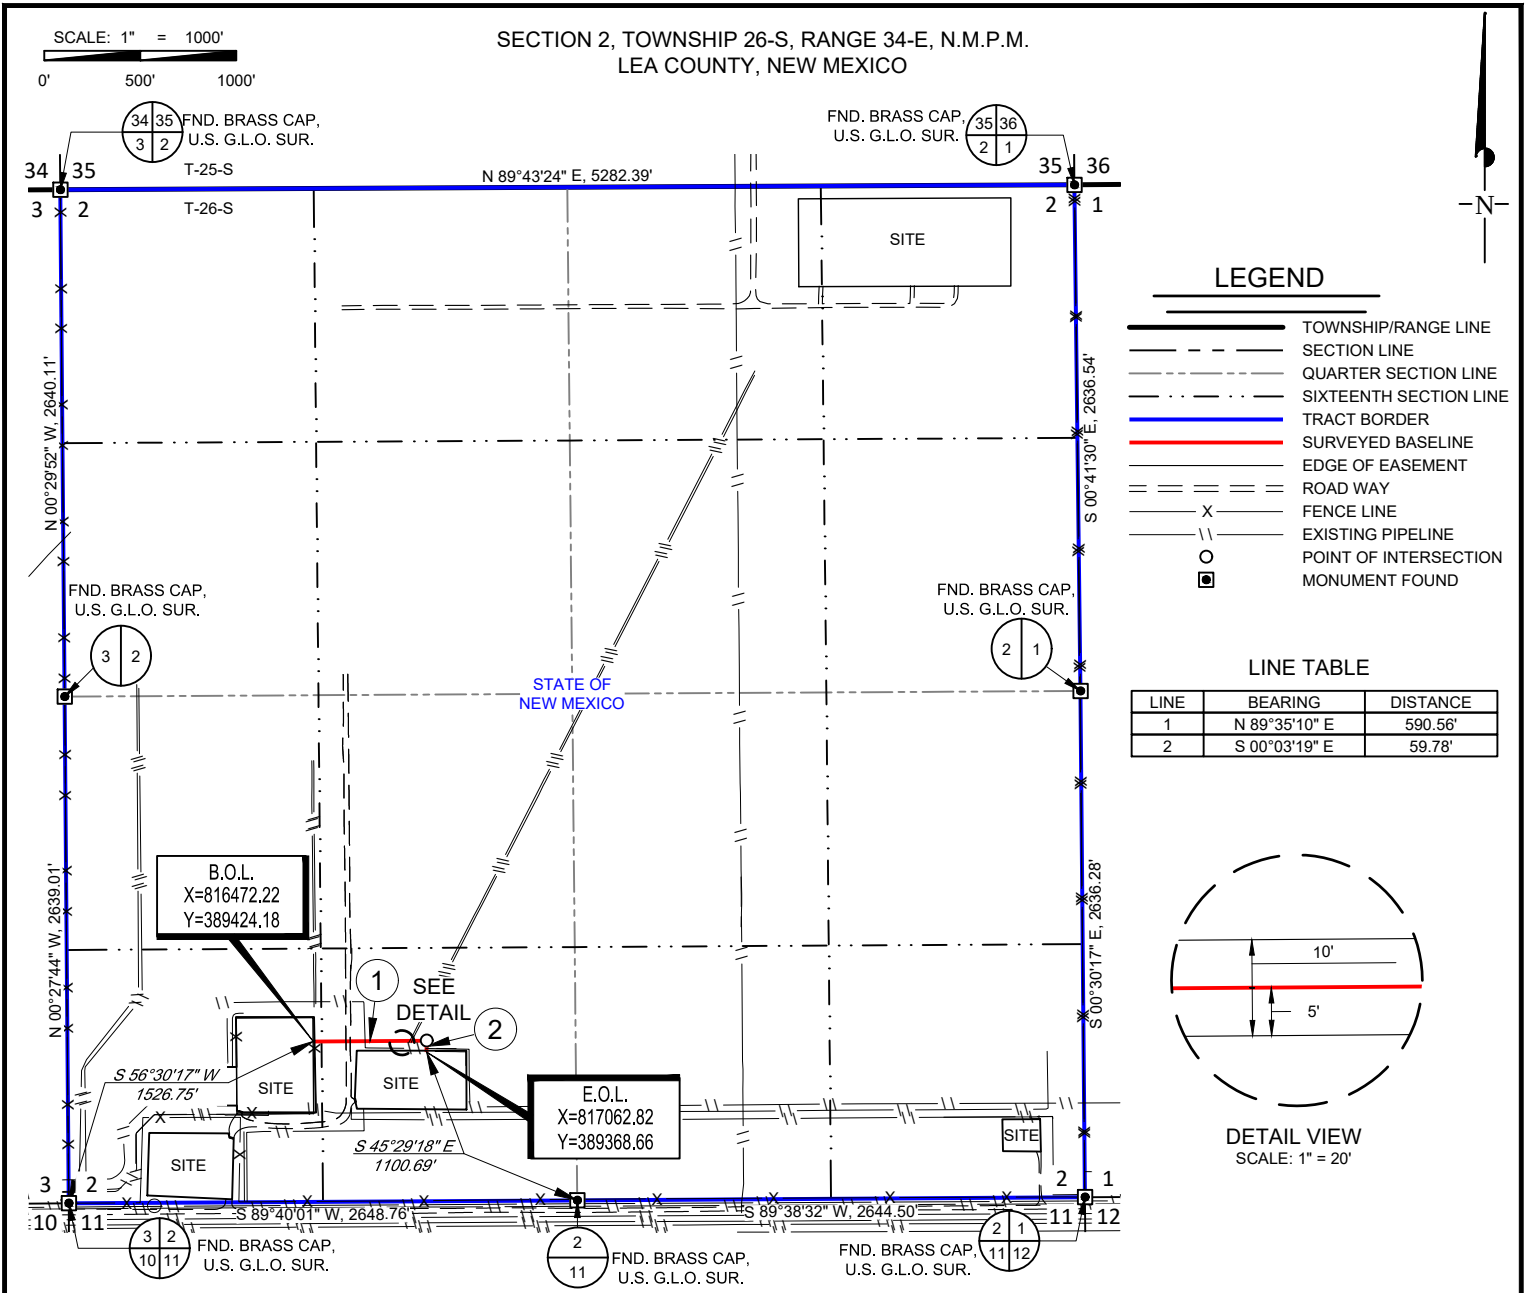 SCALE: 1" = 1000'
0' 500' 1000'
SECTION 2, TOWNSHIP 26-S, RANGE 34-E, N.M.P.M.
LEA COUNTY, NEW MEXICO
34 35
3 2
FND. BRASS CAP,
U.S. G.L.O. SUR.
FND. BRASS CAP,
U.S. G.L.O. SUR.
35 36
2 1
34 35
T-25-S
N 89°43'24" E, 5282.39'
35 36
3 2
T-26-S
2 1
-N-
SITE
LEGEND
TOWNSHIP/RANGE LINE
SECTION LINE
QUARTER SECTION LINE
SIXTEENTH SECTION LINE
TRACT BORDER
SURVEYED BASELINE
EDGE OF EASEMENT
ROAD WAY
X FENCE LINE
EXISTING PIPELINE
POINT OF INTERSECTION
MONUMENT FOUND
N 00°29'52" W, 2640.11'
S 00°41'30" E, 2636.54'
FND. BRASS CAP,
U.S. G.L.O. SUR.
3 2
FND. BRASS CAP,
U.S. G.L.O. SUR.
2 1
STATE OF
NEW MEXICO
LINE TABLE
LINE BEARING DISTANCE
1 N 89°35'10" E 590.56'
2 S 00°03'19" E 59.78'
N 00°27'44" W, 2639.01'
S 00°30'17" E, 2636.28'
B.O.L.
X=816472.22
Y=389424.18
1
SEE
DETAIL
2
10'
5'
S 56°30'17" W
1526.75'
SITE
SITE
E.O.L.
X=817062.82
Y=389368.66
S 45°29'18" E
1100.69'
SITE
SITE
DETAIL VIEW
SCALE: 1" = 20'
3 2
10 11
2 1
11 12
S 89°40'01" W, 2648.76'
S 89°38'32" W, 2644.50'
3 2
10 11
FND. BRASS CAP,
U.S. G.L.O. SUR.
2
11
FND. BRASS CAP,
U.S. G.L.O. SUR.
FND. BRASS CAP,
U.S. G.L.O. SUR.
2 1
11 12